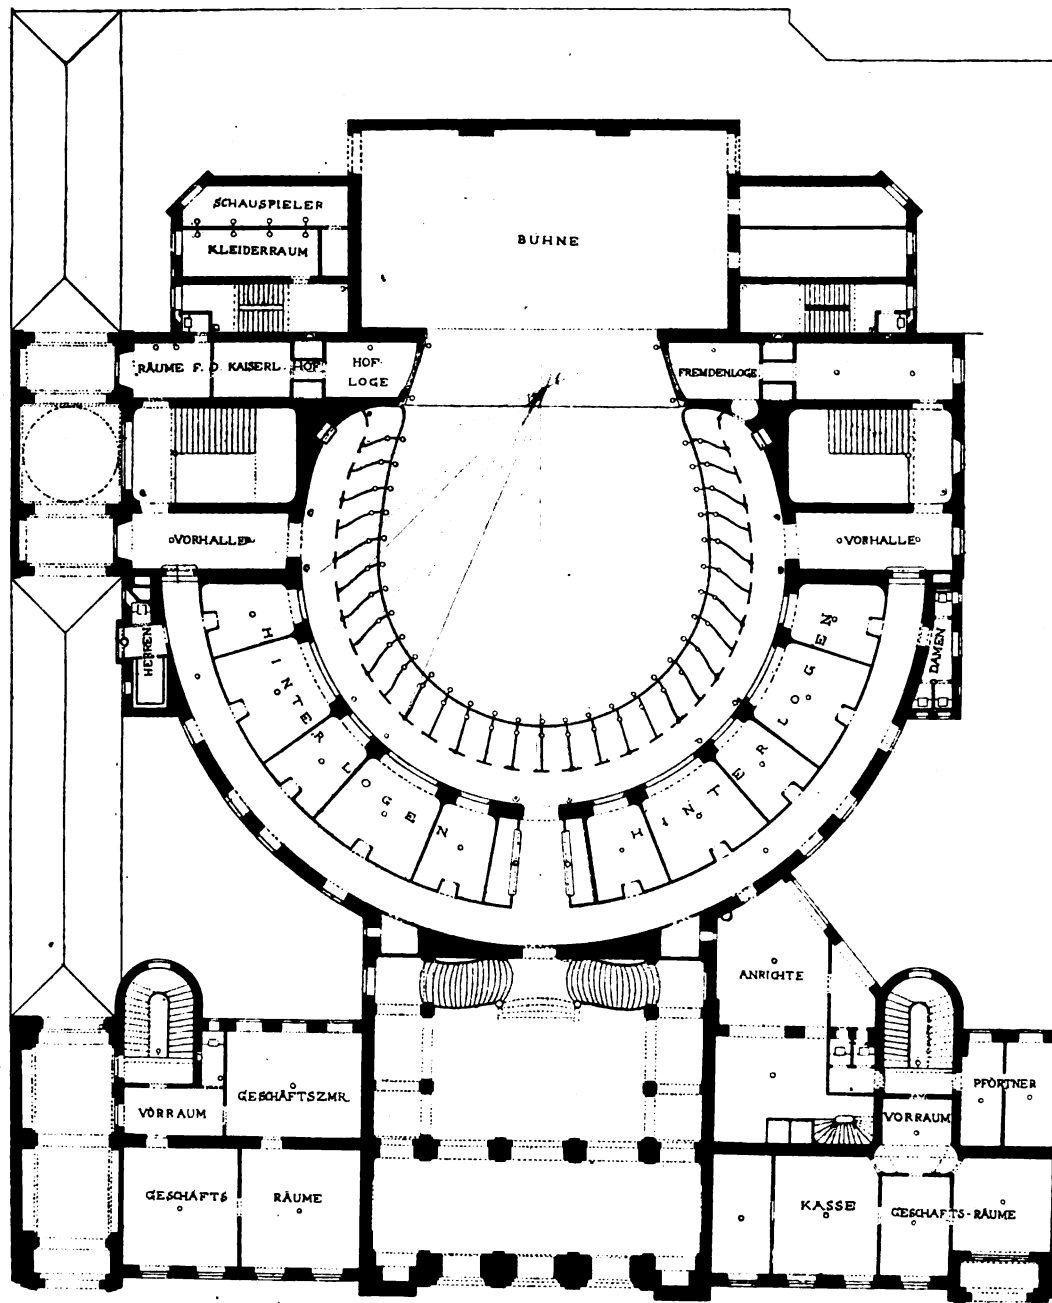 SCHAUSPIELER
KLEIDERRAUM
BÜHNE
RÄUME F. D. KAISERL. HOF
HOF
LOGE
FREMDENLOGE
VORHALLE
VORHALLE
HERREN
DAMEN
HINTERLOGEN
HINTERLOGEN
ANRICHTE
GESCHÄFTSZMR.
VORRAUM
PFÖRTNER
VORRAUM
GESCHÄFTS RÄUME
KASSE
GESCHÄFTS-RÄUME